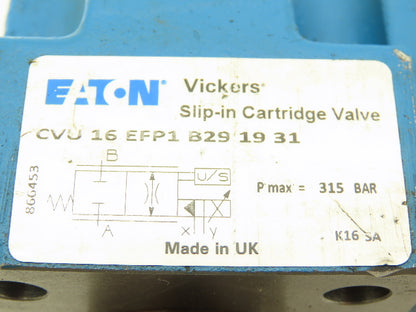 EATON Vickers
Slip-in Cartridge Valve
CVU 16 EFP1 B29 19 31
866453
B
U/S
A
X Y
P max = 315 BAR
Made in UK
K16 SA